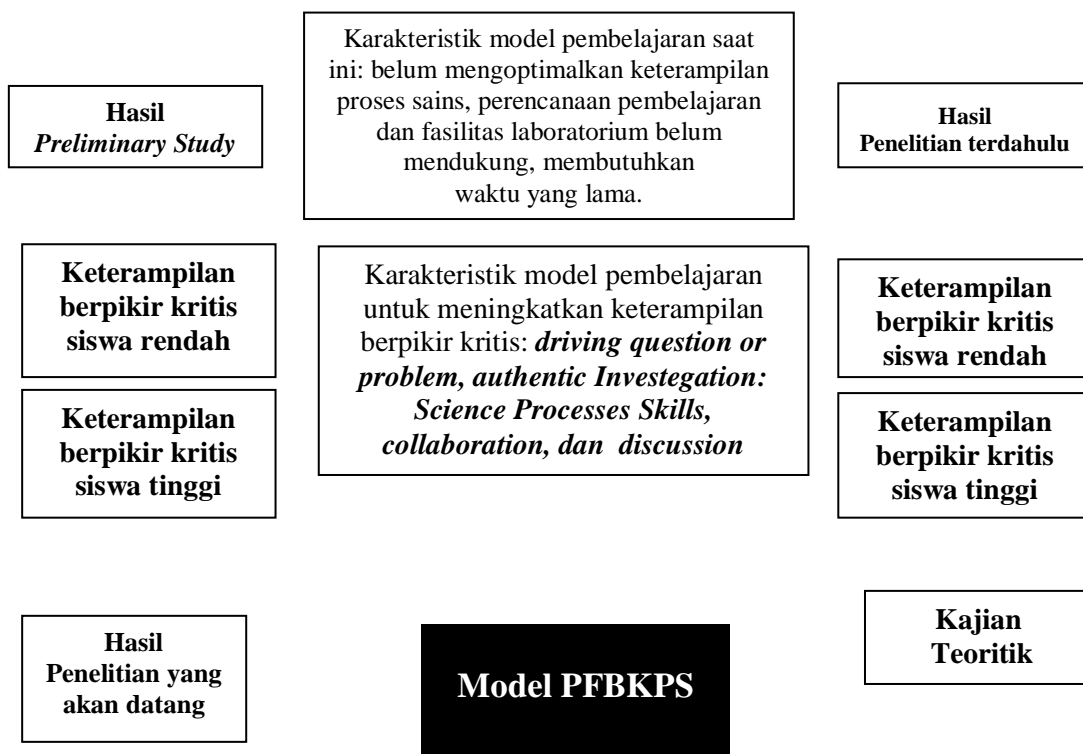 Karakteristik model pembelajaran saat
ini: belum mengoptimalkan keterampilan
proses sains, perencanaan pembelajaran
dan fasilitas laboratorium belum
mendukung, membutuhkan
waktu yang lama.
Hasil
Preliminary Study
Hasil
Penelitian terdahulu
Keterampilan
berpikir kritis
siswa rendah
Karakteristik model pembelajaran
untuk meningkatkan keterampilan
berpikir kritis: driving question or
problem, authentic Investegation:
Science Processes Skills,
collaboration, dan discussion
Keterampilan
berpikir kritis
siswa rendah
Keterampilan
berpikir kritis
siswa tinggi
Keterampilan
berpikir kritis
siswa tinggi
Hasil
Penelitian yang
akan datang
Model PFBKPS
Kajian
Teoritik